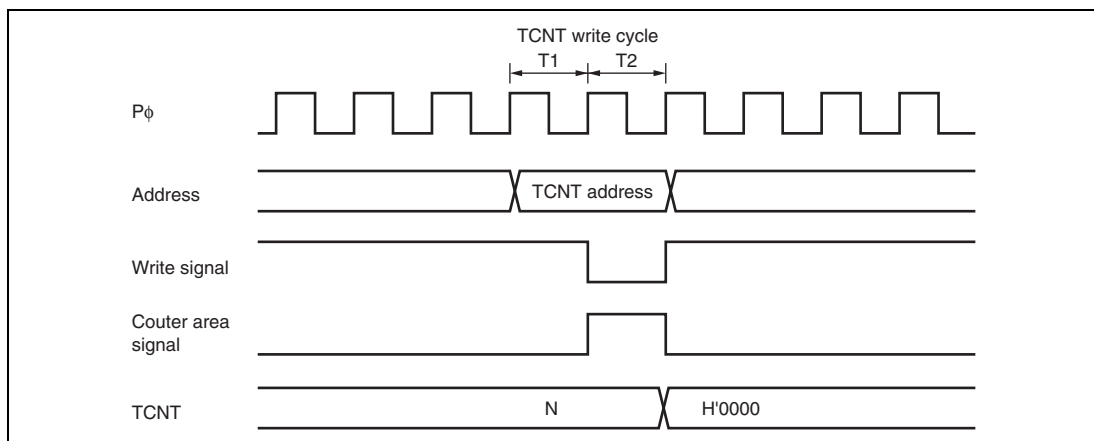 TCNT write cycle
T1 T2
Pϕ
Address
TCNT address
Write signal
Couter area
signal
TCNT
N
H'0000